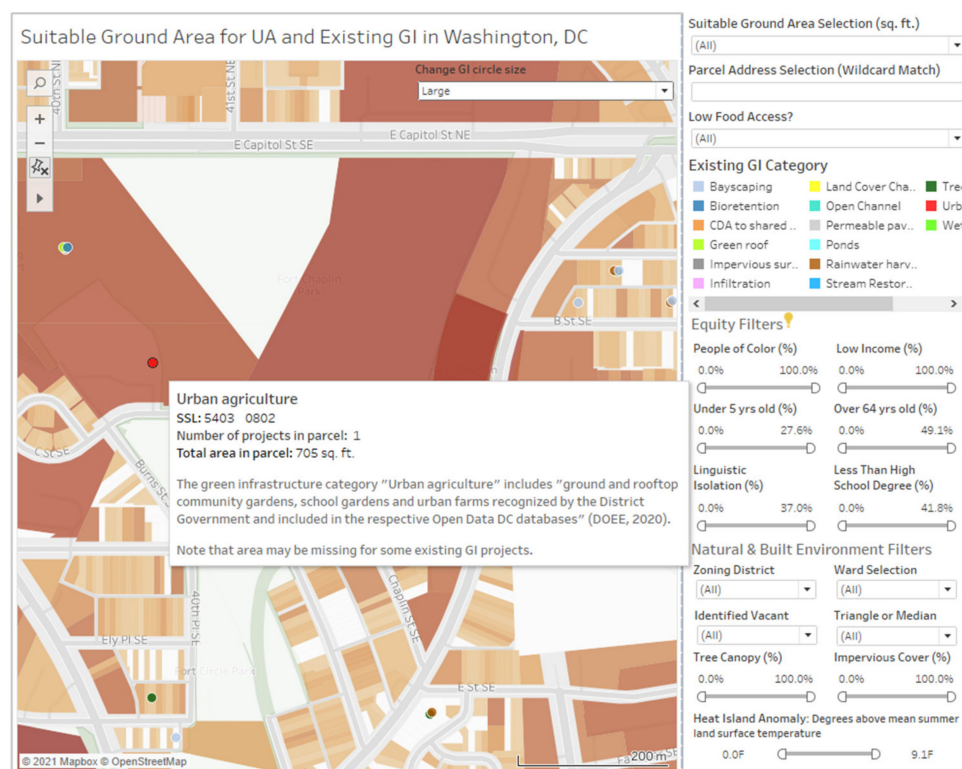 Suitable Ground Area for UA and Existing GI in Washington, DC
Change GI circle size
Large
40th St NE
41st St NE
E Capitol St NE
E Capitol St SE
Fort Chaplin
Park
B St SE
C St SE
Burns St
Urban agriculture
SSL: 5403 0802
Number of projects in parcel: 1
Total area in parcel: 705 sq. ft.
The green infrastructure category "Urban agriculture" includes "ground and rooftop
community gardens, school gardens and urban farms recognized by the District
Government and included in the respective Open Data DC databases” (DOEE, 2020).
Note that area may be missing for some existing GI projects.
40th Pl SE
Chaplin St SE
Ely Pl SE
Fort Circle Park
E St SE
200 m
© 2021 Mapbox © OpenStreetMap
Suitable Ground Area Selection (sq. ft.)
(All)
Parcel Address Selection (Wildcard Match)
Low Food Access?
(All)
Existing GI Category
Bayscaping Land Cover Cha.. Tree
Bioretention Open Channel Urb
CDA to shared .. Permeable pav.. Wet
Green roof Ponds
Impervious sur.. Rainwater harv..
Infiltration Stream Restor..
Equity Filters
People of Color (%) Low Income (%)
0.0% 100.0% 0.0% 100.0%
Under 5 yrs old (%) Over 64 yrs old (%)
0.0% 27.6% 0.0% 49.1%
Linguistic Less Than High
Isolation (%) School Degree (%)
0.0% 37.0% 0.0% 41.8%
Natural & Built Environment Filters
Zoning District Ward Selection
(All) (All)
Identified Vacant Triangle or Median
(All) (All)
Tree Canopy (%) Impervious Cover (%)
0.0% 100.0% 0.0% 100.0%
Heat Island Anomaly: Degrees above mean summer
land surface temperature
0.0F 9.1F